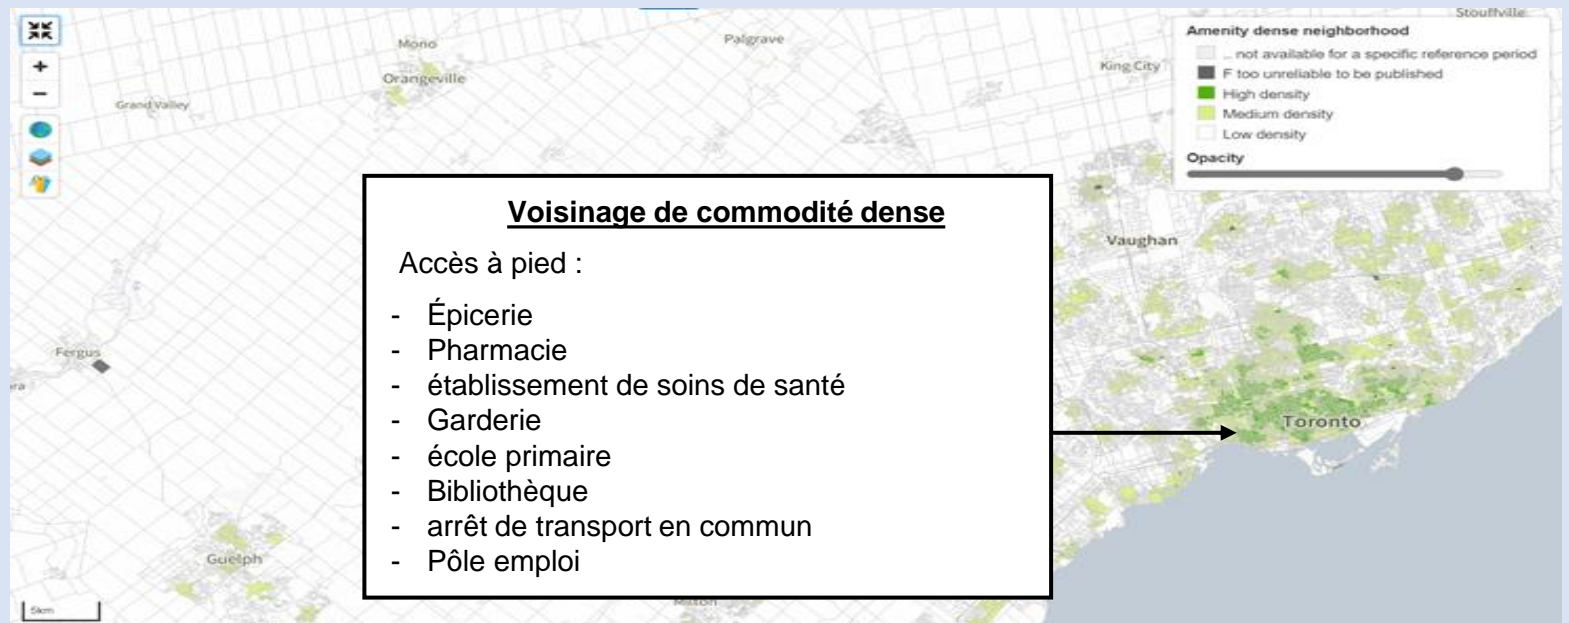 Stouffville
Mono
Palgrave
Orangeville
King City
Grand Valley
Amenity dense neighborhood
.. not available for a specific reference period
F too unreliable to be published
High density
Medium density
Low density
Opacity
Vaughan
Fergus
Toronto
Guelph
Milton
5km
Voisinage de commodité dense
Accès à pied :
- Épicerie
- Pharmacie
- établissement de soins de santé
- Garderie
- école primaire
- Bibliothèque
- arrêt de transport en commun
- Pôle emploi